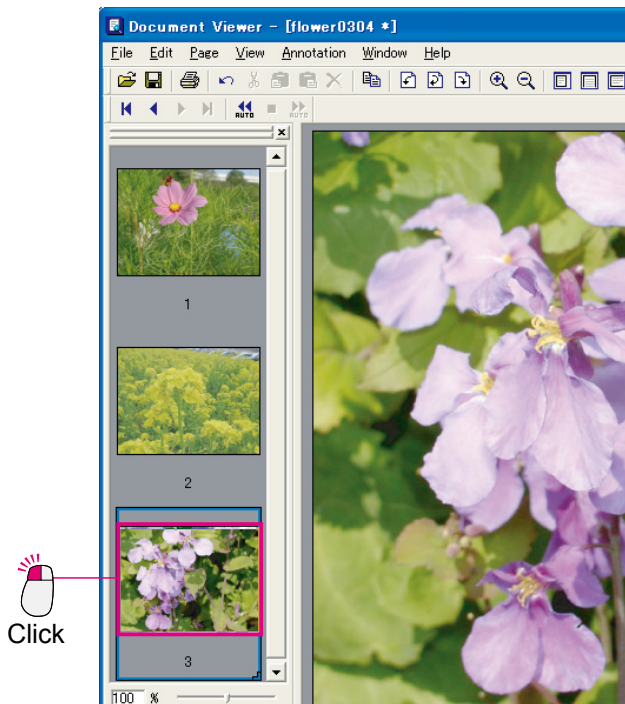 Document Viewer - [flower0304 *]
File Edit Page View Annotation Window Help
AUTO AUTO
1
2
3
Click
100 %